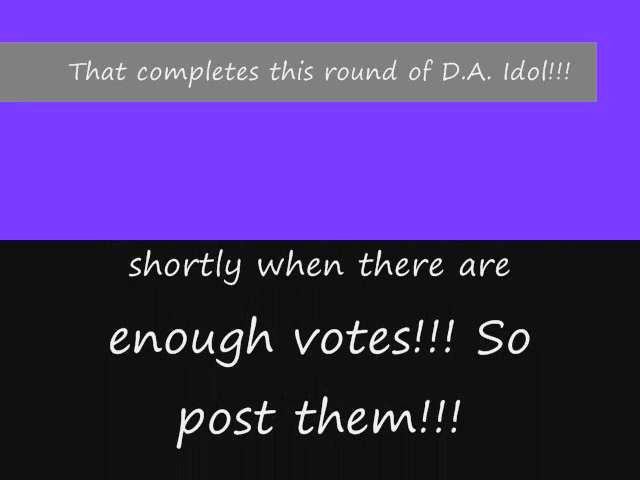 That completes this round of D.A. Idol!!!
shortly when there are
enough votes!!! So
post them!!!